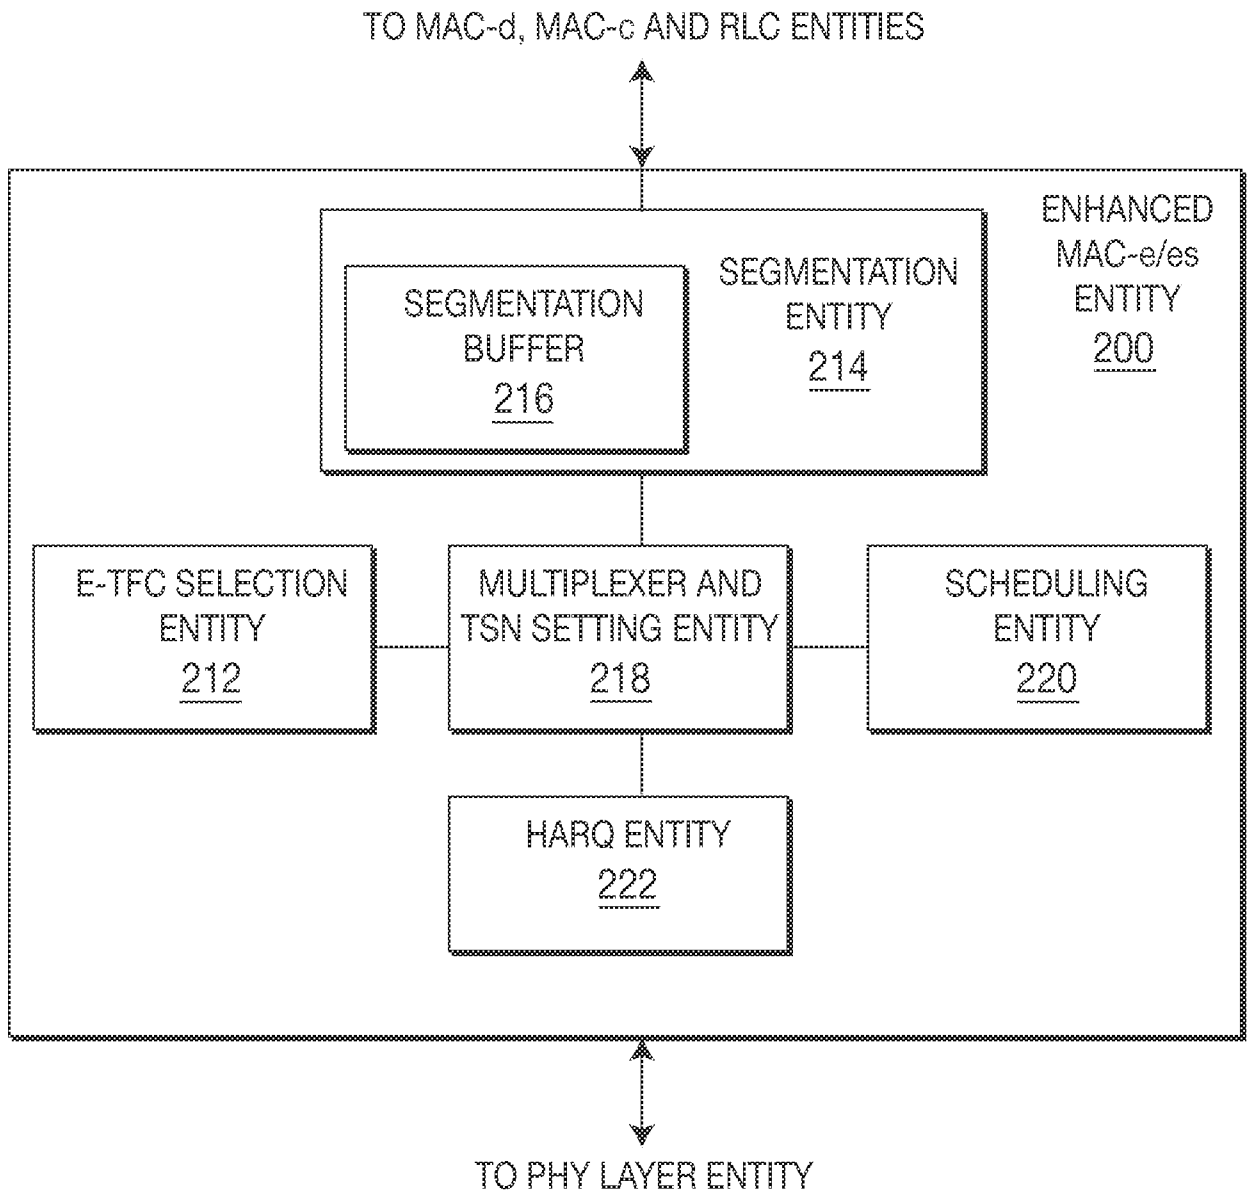 TO MAC-d, MAC-c AND RLC ENTITIES
ENHANCED
MAC-e/es
ENTITY
200
SEGMENTATION
ENTITY
214
SEGMENTATION
BUFFER
216
E-TFC SELECTION
ENTITY
212
MULTIPLEXER AND
TSN SETTING ENTITY
218
SCHEDULING
ENTITY
220
HARQ ENTITY
222
TO PHY LAYER ENTITY